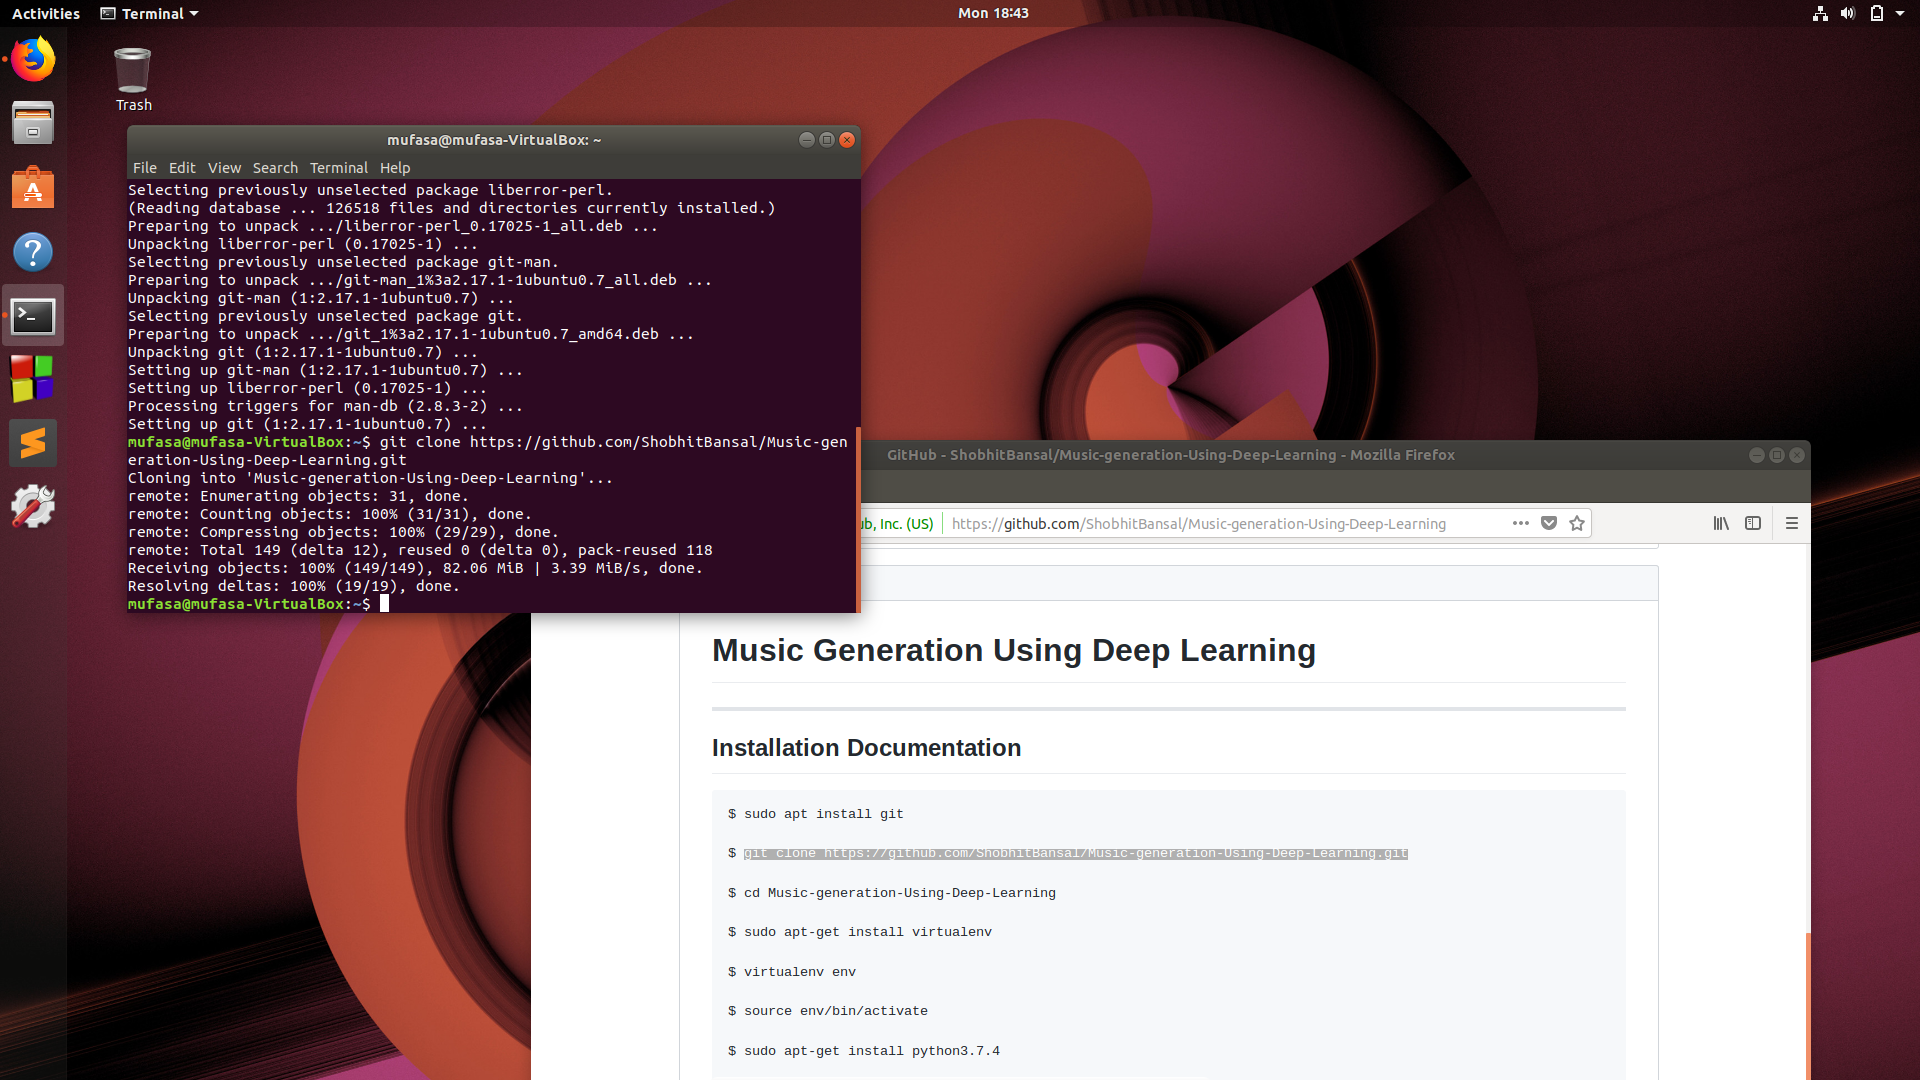 Activities Terminal Mon 18:43
Trash
mufasa@mufasa-VirtualBox: ~
File Edit View Search Terminal Help
Selecting previously unselected package liberror-perl.
(Reading database ... 126518 files and directories currently installed.)
Preparing to unpack .../liberror-perl_0.17025-1_all.deb ...
Unpacking liberror-perl (0.17025-1) ...
Selecting previously unselected package git-man.
Preparing to unpack .../git-man_1%3a2.17.1-1ubuntu0.7_all.deb ...
Unpacking git-man (1:2.17.1-1ubuntu0.7) ...
Selecting previously unselected package git.
Preparing to unpack .../git_1%3a2.17.1-1ubuntu0.7_amd64.deb ...
Unpacking git (1:2.17.1-1ubuntu0.7) ...
Setting up git-man (1:2.17.1-1ubuntu0.7) ...
Setting up liberror-perl (0.17025-1) ...
Processing triggers for man-db (2.8.3-2) ...
Setting up git (1:2.17.1-1ubuntu0.7) ...
mufasa@mufasa-VirtualBox:~$ git clone https://github.com/ShobhitBansal/Music-gen
eration-Using-Deep-Learning.git
Cloning into 'Music-generation-Using-Deep-Learning'...
remote: Enumerating objects: 31, done.
remote: Counting objects: 100% (31/31), done.
remote: Compressing objects: 100% (29/29), done.
remote: Total 149 (delta 12), reused 0 (delta 0), pack-reused 118
Receiving objects: 100% (149/149), 82.06 MiB | 3.39 MiB/s, done.
Resolving deltas: 100% (19/19), done.
mufasa@mufasa-VirtualBox:~$
GitHub - ShobhitBansal/Music-generation-Using-Deep-Learning - Mozilla Firefox
ub, Inc. (US) https://github.com/ShobhitBansal/Music-generation-Using-Deep-Learning
Music Generation Using Deep Learning
Installation Documentation
$ sudo apt install git
$ git clone https://github.com/ShobhitBansal/Music-generation-Using-Deep-Learning.git
$ cd Music-generation-Using-Deep-Learning
$ sudo apt-get install virtualenv
$ virtualenv env
$ source env/bin/activate
$ sudo apt-get install python3.7.4